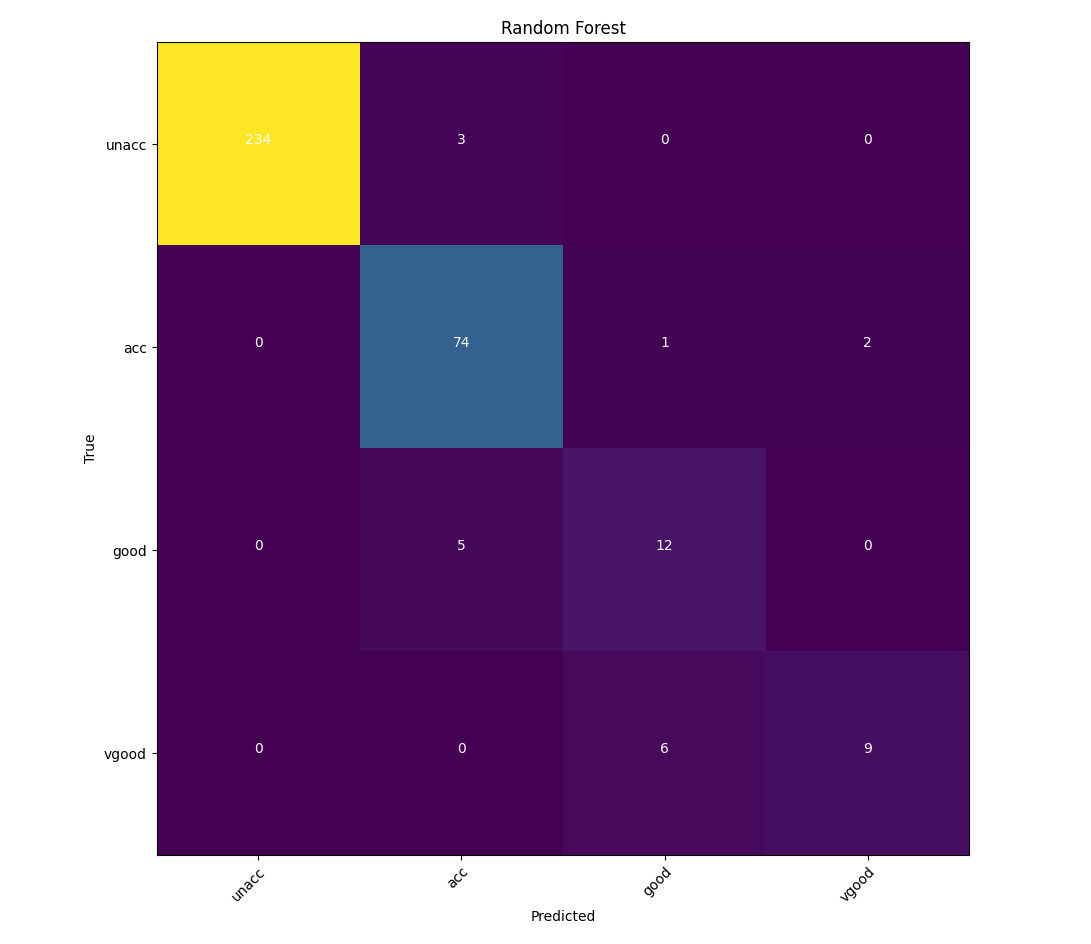 Random Forest
unacc
234 3 0 0
acc
0 74 1 2
True
good
0 5 12 0
vgood
0 0 6 9
unacc acc good vgood
Predicted